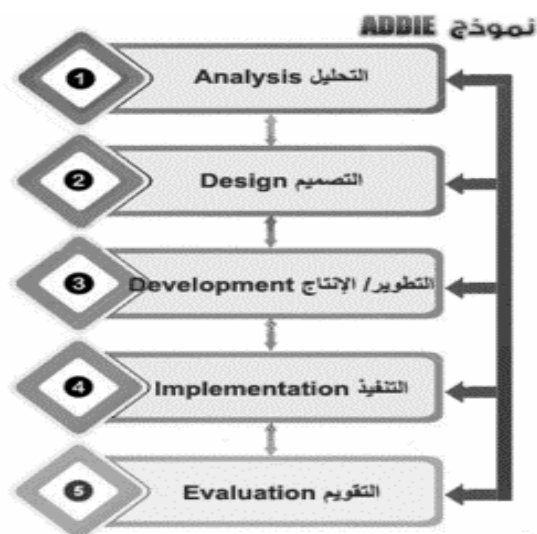 نموذج ADDIE
1
التحليل Analysis
2
التصميم Design
3
التطوير/ الإنتاج Development
4
التنفيذ Implementation
5
التقويم Evaluation